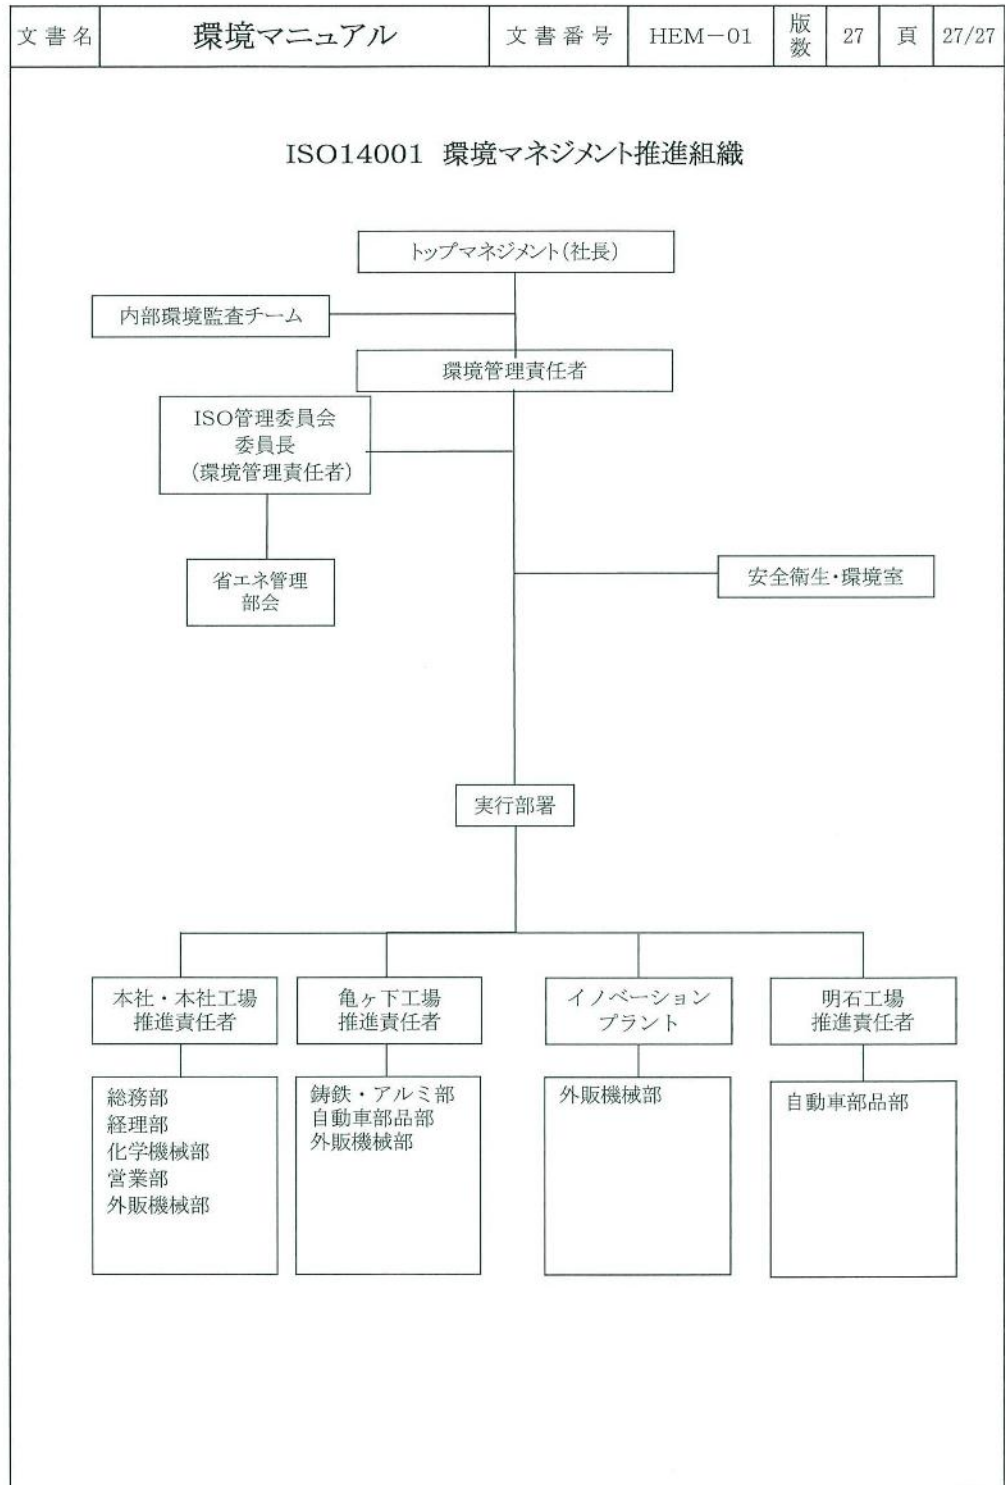 文書名 環境マニュアル 文書番号 HEM-01 版数 27 頁 27/27
ISO14001 環境マネジメント推進組織
トップマネジメント(社長)
内部環境監査チーム
環境管理責任者
ISO管理委員会
委員長
(環境管理責任者)
省エネ管理
部会
安全衛生・環境室
実行部署
本社・本社工場
推進責任者
亀ヶ下工場
推進責任者
イノベーション
プラント
明石工場
推進責任者
総務部
経理部
化学機械部
営業部
外販機械部
鋳鉄・アルミ部
自動車部品部
外販機械部
外販機械部
自動車部品部